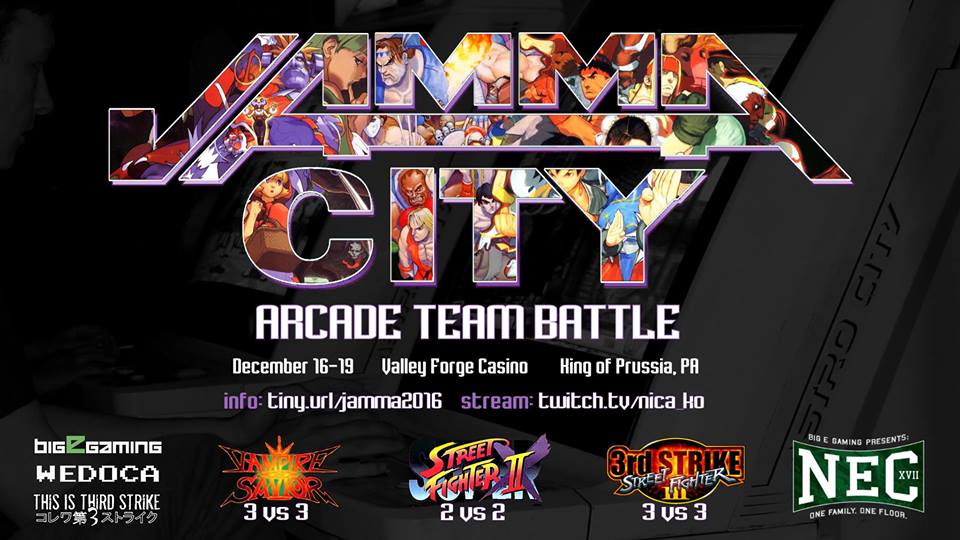 JAMMA
CITY
ARCADE TEAM BATTLE
December 16-19 Valley Forge Casino King of Prussia, PA
info: tiny.url/jamma2016 stream: twitch.tv/nica_ko
bigEgaming
WEDOCA
THIS IS THIRD STRIKE
コレワ第3ストライク
VAMPIRE
SAVIOR
3 vs 3
SUPER
STREET
FIGHTER II
2 vs 2
3rd STRIKE
STREET FIGHTER
III
3 vs 3
BIG E GAMING PRESENTS:
NEC XVII
ONE FAMILY. ONE FLOOR.
ASTRO CITY